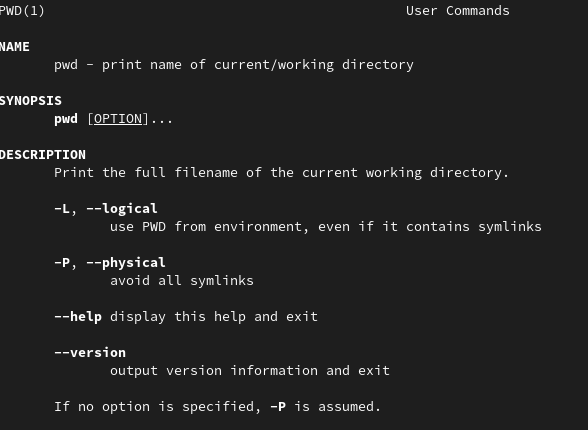 PWD(1) User Commands
NAME
pwd - print name of current/working directory
SYNOPSIS
pwd [OPTION]...
DESCRIPTION
Print the full filename of the current working directory.
-L, --logical
use PWD from environment, even if it contains symlinks
-P, --physical
avoid all symlinks
--help display this help and exit
--version
output version information and exit
If no option is specified, -P is assumed.